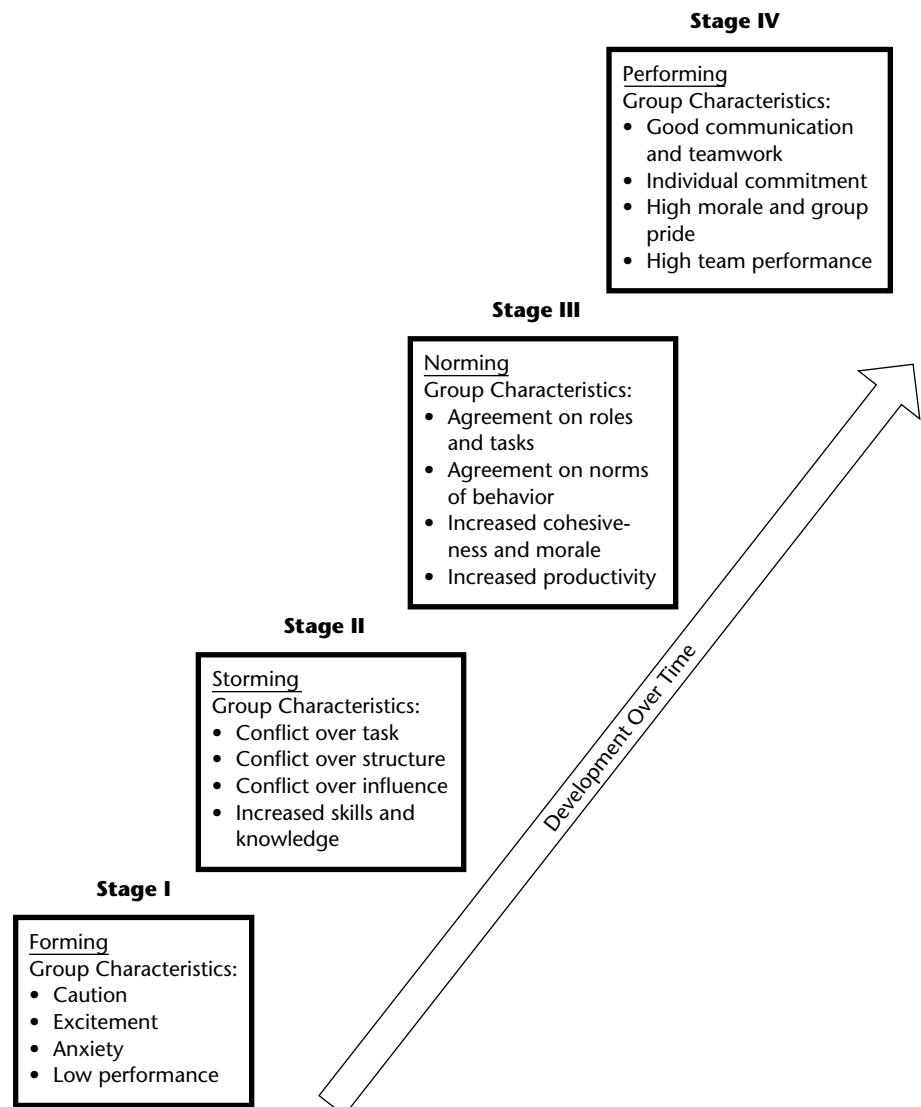 Stage IV
Performing
Group Characteristics:
• Good communication
and teamwork
• Individual commitment
• High morale and group
pride
• High team performance
Stage III
Norming
Group Characteristics:
• Agreement on roles
and tasks
• Agreement on norms
of behavior
• Increased cohesive-
ness and morale
• Increased productivity
Stage II
Storming
Group Characteristics:
• Conflict over task
• Conflict over structure
• Conflict over influence
• Increased skills and
knowledge
Development Over Time
Stage I
Forming
Group Characteristics:
• Caution
• Excitement
• Anxiety
• Low performance